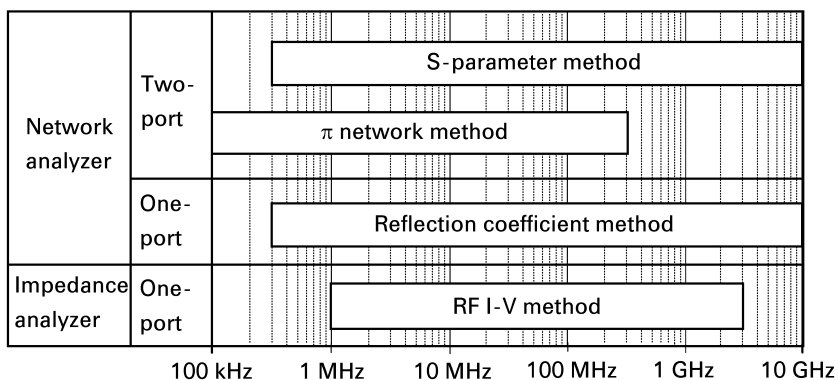 Network
analyzer
Two-
port
S-parameter method
π network method
One-
port
Reflection coefficient method
Impedance
analyzer
One-
port
RF I-V method
100 kHz 1 MHz 10 MHz 100 MHz 1 GHz 10 GHz